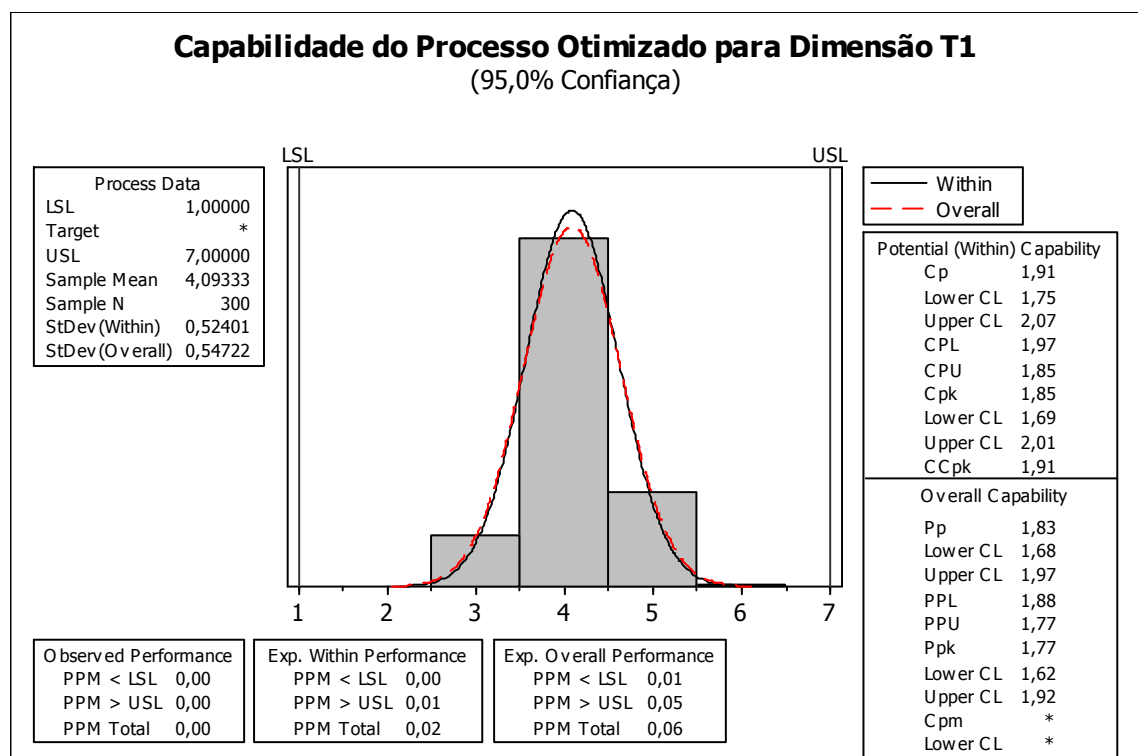 Capabilidade do Processo Otimizado para Dimensão T1
(95,0% Confiança)
LSL
USL
Process Data
LSL 1,00000
Target *
USL 7,00000
Sample Mean 4,09333
Sample N 300
StDev(Within) 0,52401
StDev(Overall) 0,54722
Within
Overall
Potential (Within) Capability
Cp 1,91
Lower CL 1,75
Upper CL 2,07
CPL 1,97
CPU 1,85
Cpk 1,85
Lower CL 1,69
Upper CL 2,01
CCpk 1,91
Overall Capability
Pp 1,83
Lower CL 1,68
Upper CL 1,97
PPL 1,88
PPU 1,77
Ppk 1,77
Lower CL 1,62
Upper CL 1,92
Cpm *
Lower CL *
1 2 3 4 5 6 7
Observed Performance
PPM < LSL 0,00
PPM > USL 0,00
PPM Total 0,00
Exp. Within Performance
PPM < LSL 0,00
PPM > USL 0,01
PPM Total 0,02
Exp. Overall Performance
PPM < LSL 0,01
PPM > USL 0,05
PPM Total 0,06